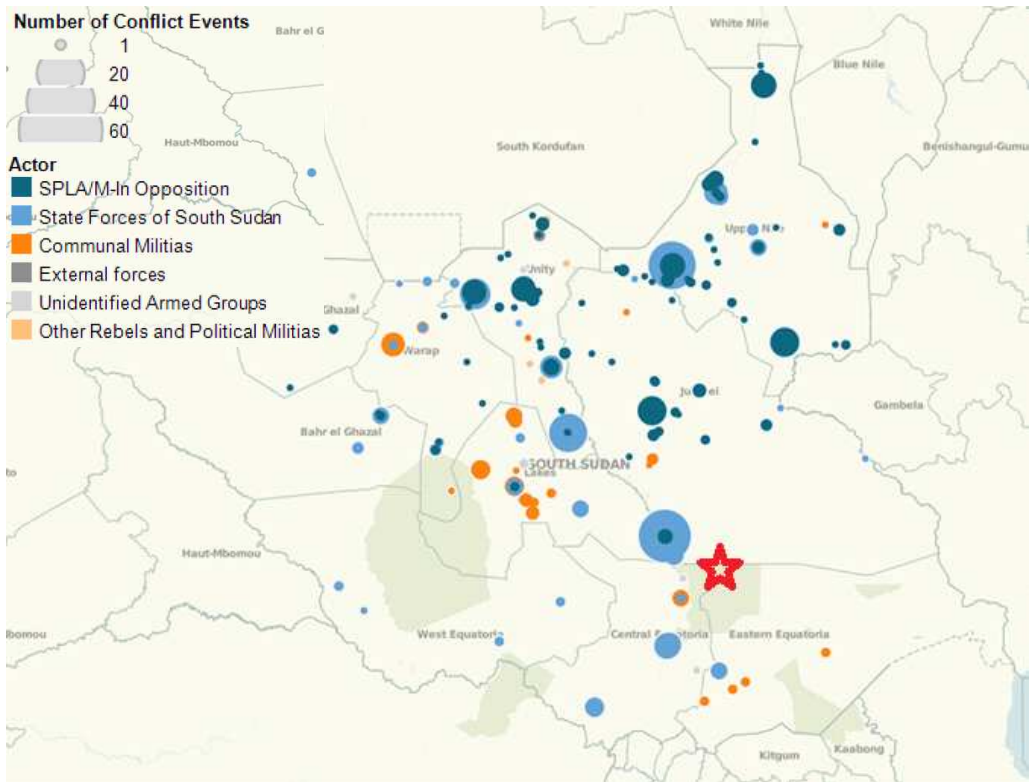 Number of Conflict Events
1
20
40
60
Actor
SPLA/M-In Opposition
State Forces of South Sudan
Communal Militias
External forces
Unidentified Armed Groups
Other Rebels and Political Militias
White Nile
Bahr el G
Blue Nile
Haut-Mbomou
South Kordufan
Benishangul-Gumu
Unity
Ghazal
Warap
Gambela
Bahr el Ghazal
SOUTH SUDAN
Lakes
Haut-Mbomou
West Equatoria
Central Equatoria
Eastern Equatoria
Kitgum
Kaabong